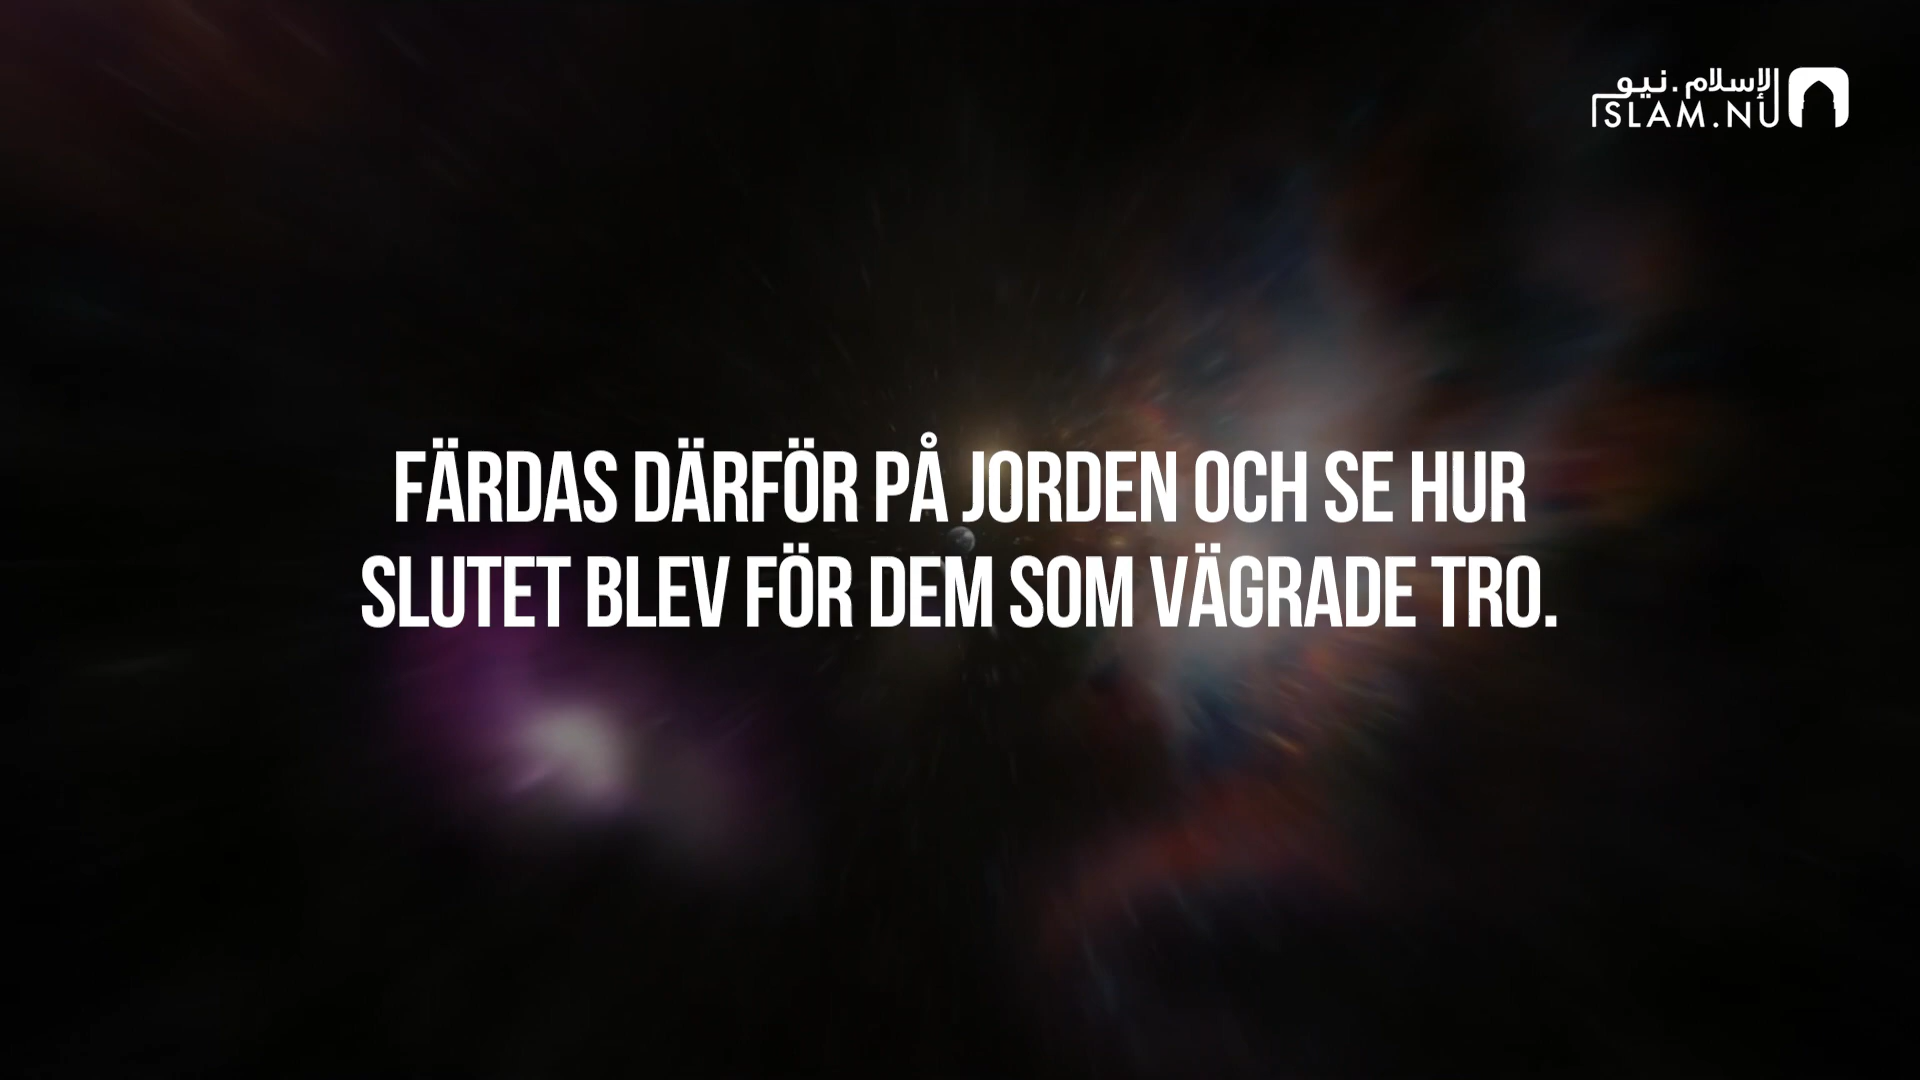 الإسلام.نيو
ISLAM.NU
FÄRDAS DÄRFÖR PÅ JORDEN OCH SE HUR
SLUTET BLEV FÖR DEM SOM VÄGRADE TRO.